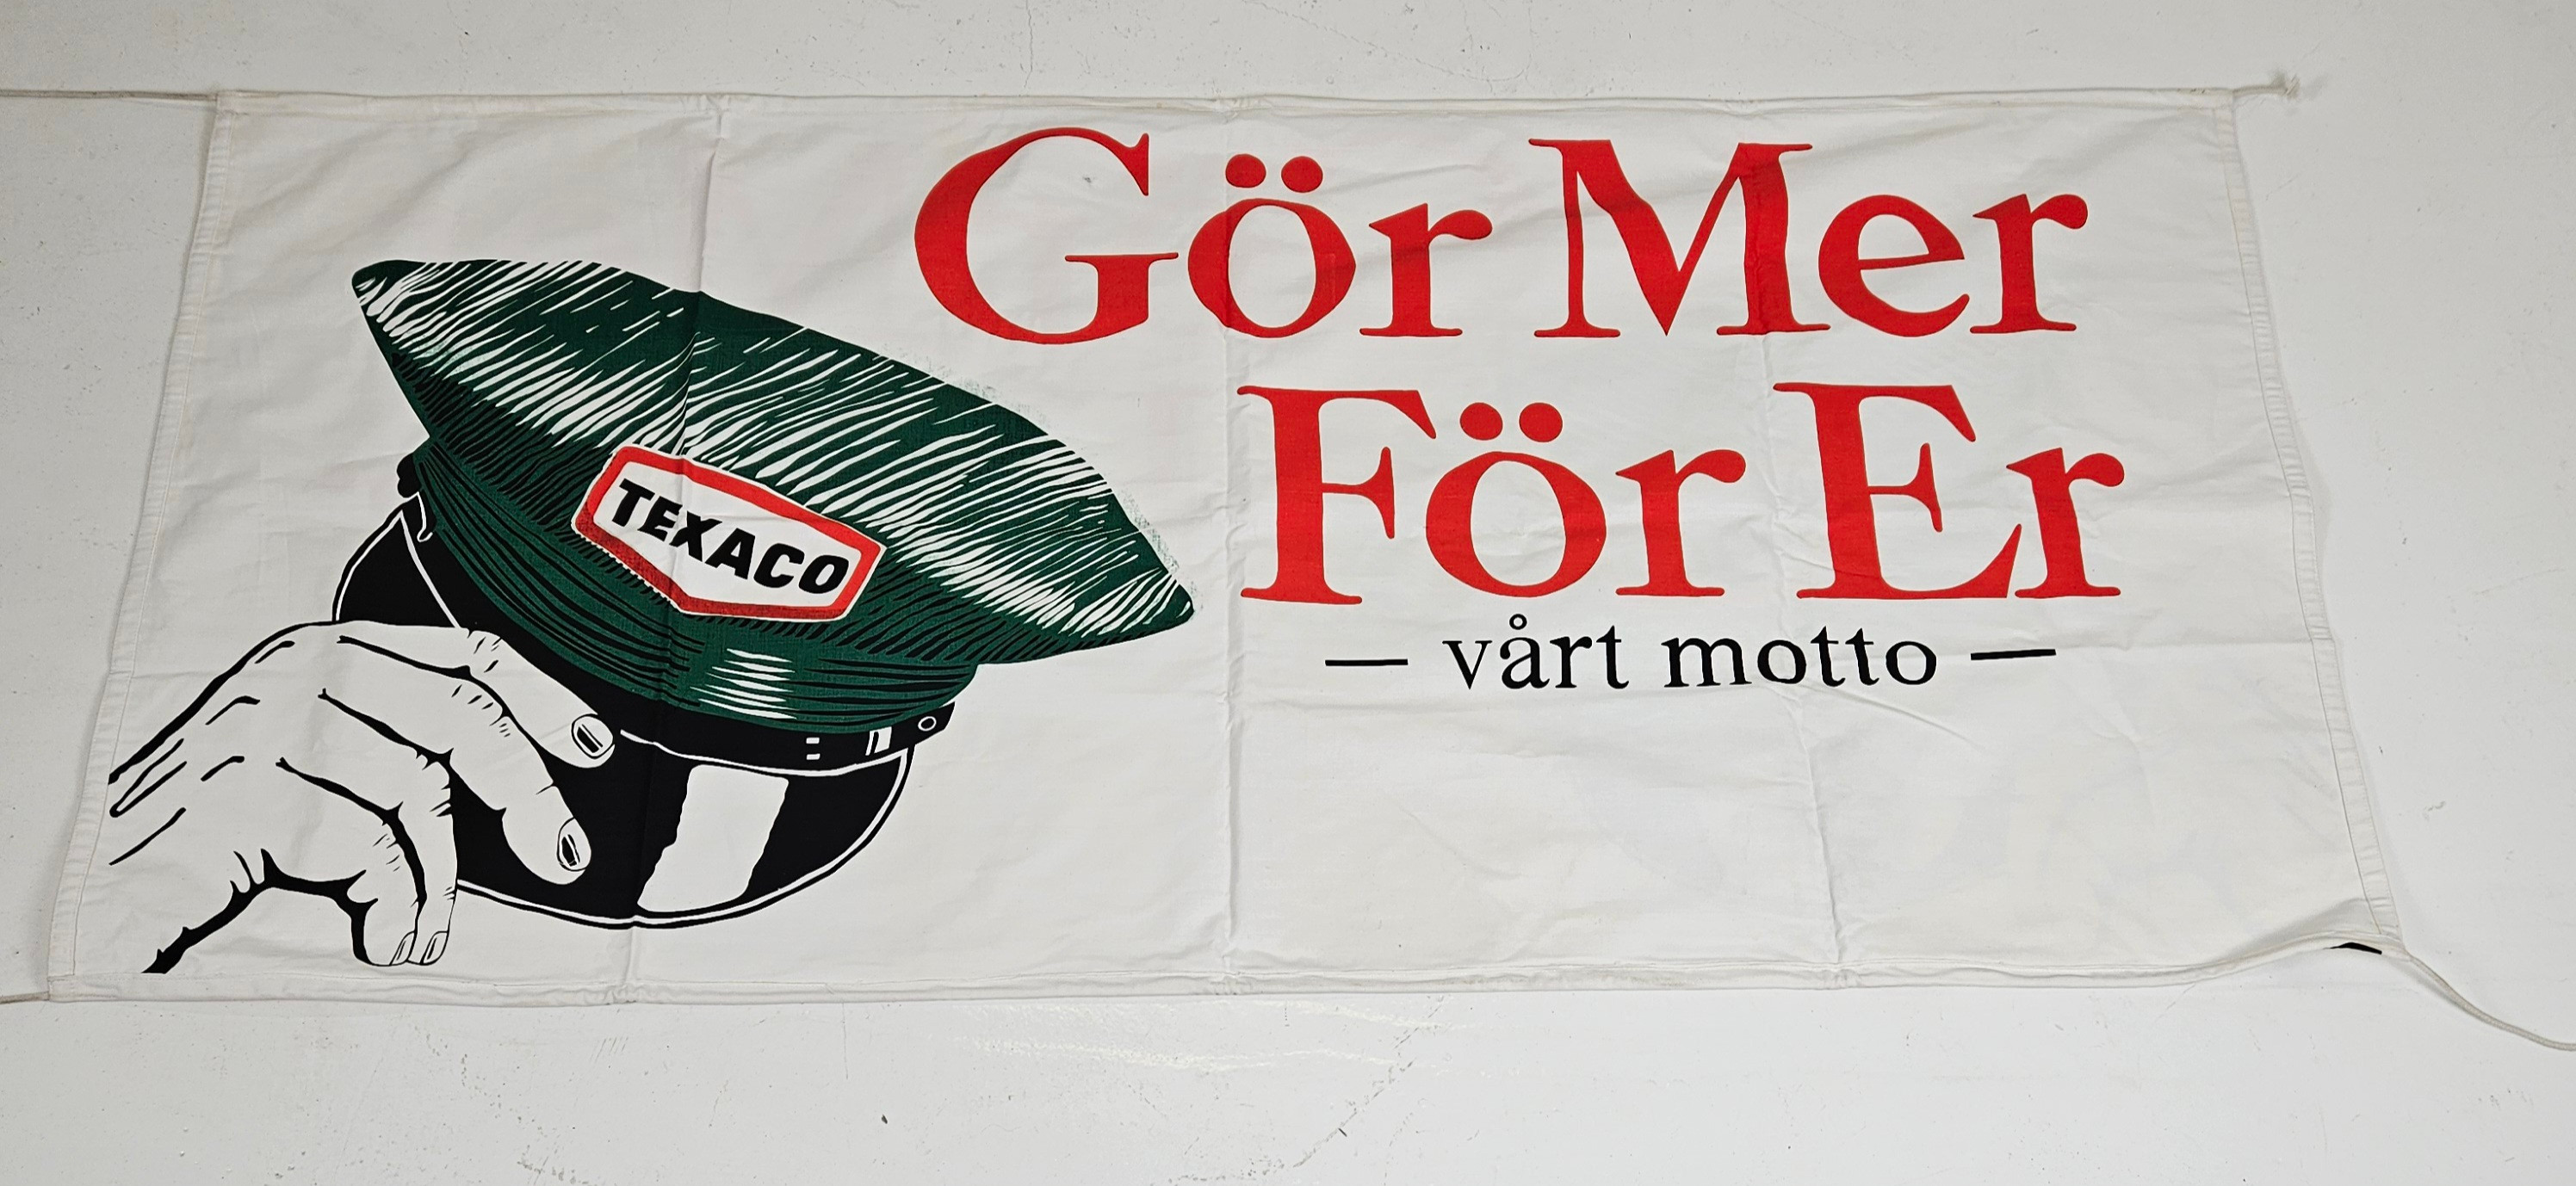 Gör Mer
För Er
— vårt motto —
TEXACO